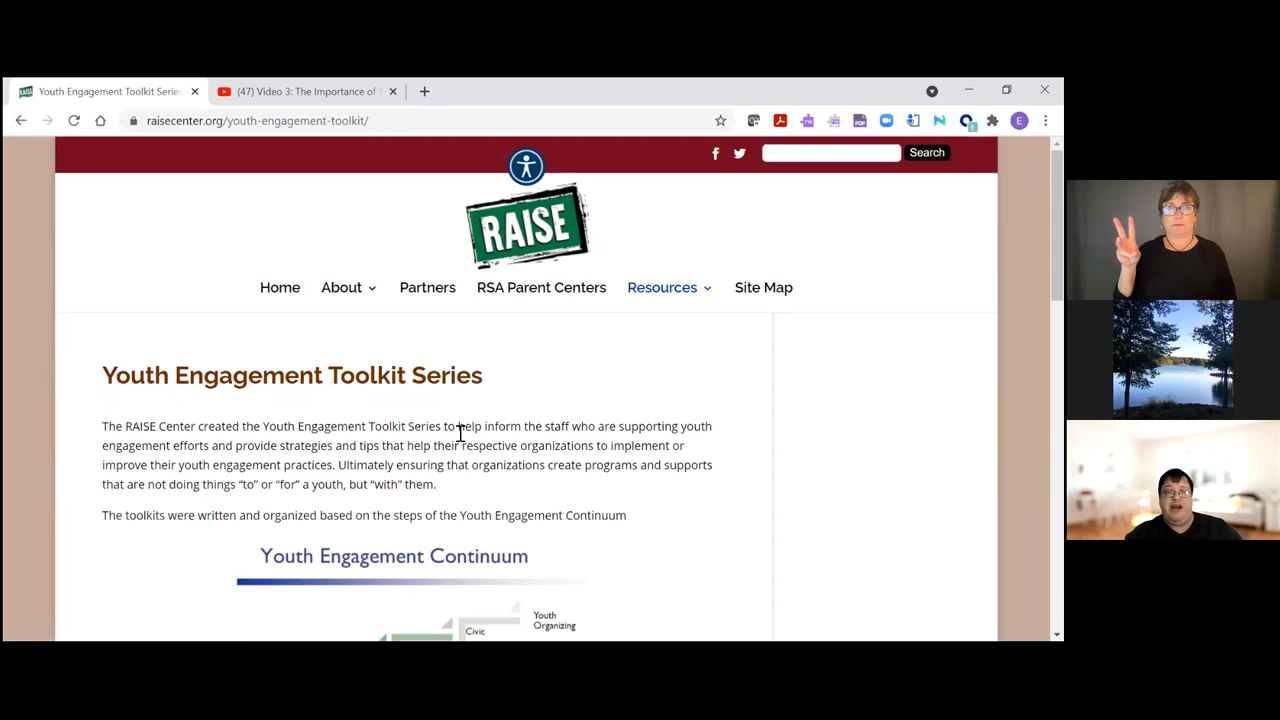 Youth Engagement Toolkit Series
(47) Video 3: The Importance of
raisecenter.org/youth-engagement-toolkit/
E
Search
RAISE
Home About Partners RSA Parent Centers Resources Site Map
Youth Engagement Toolkit Series
The RAISE Center created the Youth Engagement Toolkit Series to help inform the staff who are supporting youth
engagement efforts and provide strategies and tips that help their respective organizations to implement or
improve their youth engagement practices. Ultimately ensuring that organizations create programs and supports
that are not doing things “to” or “for” a youth, but “with” them.
The toolkits were written and organized based on the steps of the Youth Engagement Continuum
Youth Engagement Continuum
Youth
Organizing
Civic